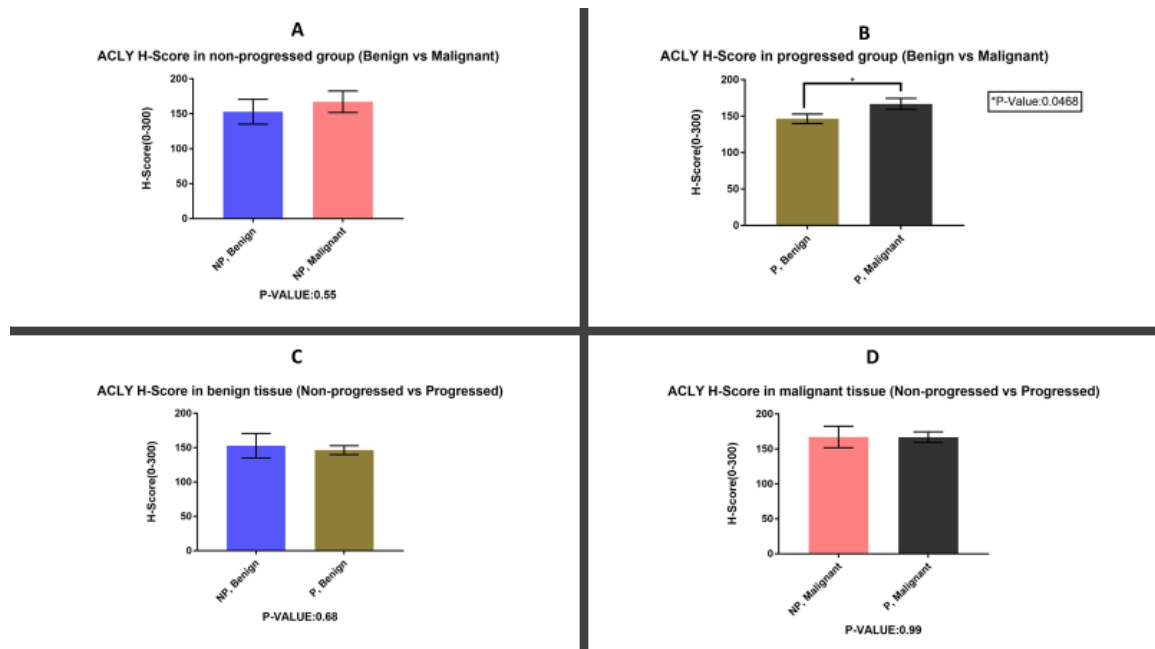 A
ACLY H-Score in non-progressed group (Benign vs Malignant)
200
150
100
50
0
H-Score(0-300)
NP, Benign
NP, Malignant
P-VALUE:0.55
B
ACLY H-Score in progressed group (Benign vs Malignant)
*
*P-Value:0.0468
200
150
100
50
0
H-Score(0-300)
P, Benign
P, Malignant
C
ACLY H-Score in benign tissue (Non-progressed vs Progressed)
200
150
100
50
0
H-Score(0-300)
NP, Benign
P, Benign
P-VALUE:0.68
D
ACLY H-Score in malignant tissue (Non-progressed vs Progressed)
200
150
100
50
0
H-Score(0-300)
NP, Malignant
P, Malignant
P-VALUE:0.99